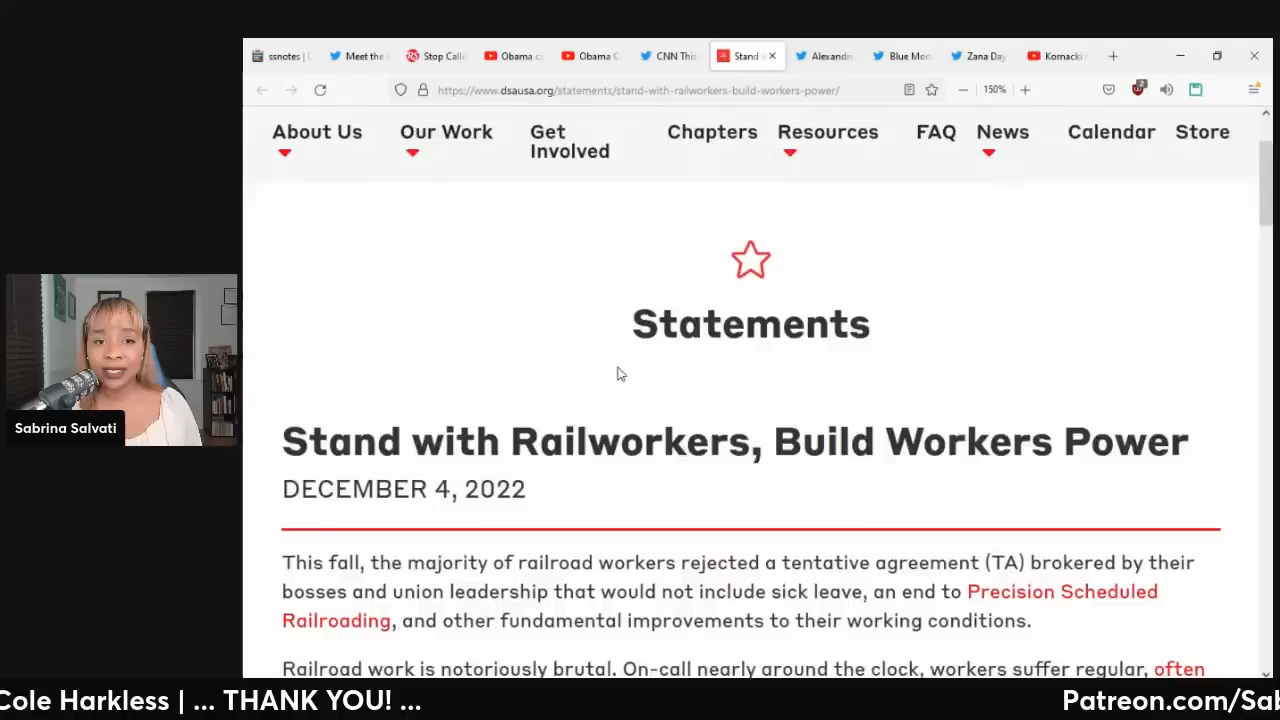 ssnotes |
Meet the
Stop Calli
Obama ca
Obama C
CNN This
Stand
Alexandr
Blue Moo
Zana Day
Kornacki
https://www.dsausa.org/statements/stand-with-railworkers-build-workers-power/
150%
About Us
Our Work
Get
Involved
Chapters
Resources
FAQ
News
Calendar
Store
Statements
Stand with Railworkers, Build Workers Power
DECEMBER 4, 2022
This fall, the majority of railroad workers rejected a tentative agreement (TA) brokered by their
bosses and union leadership that would not include sick leave, an end to Precision Scheduled
Railroading, and other fundamental improvements to their working conditions.
Railroad work is notoriously brutal. On-call nearly around the clock, workers suffer regular, often
Sabrina Salvati
Cole Harkless | ... THANK YOU! ...
Patreon.com/Sab